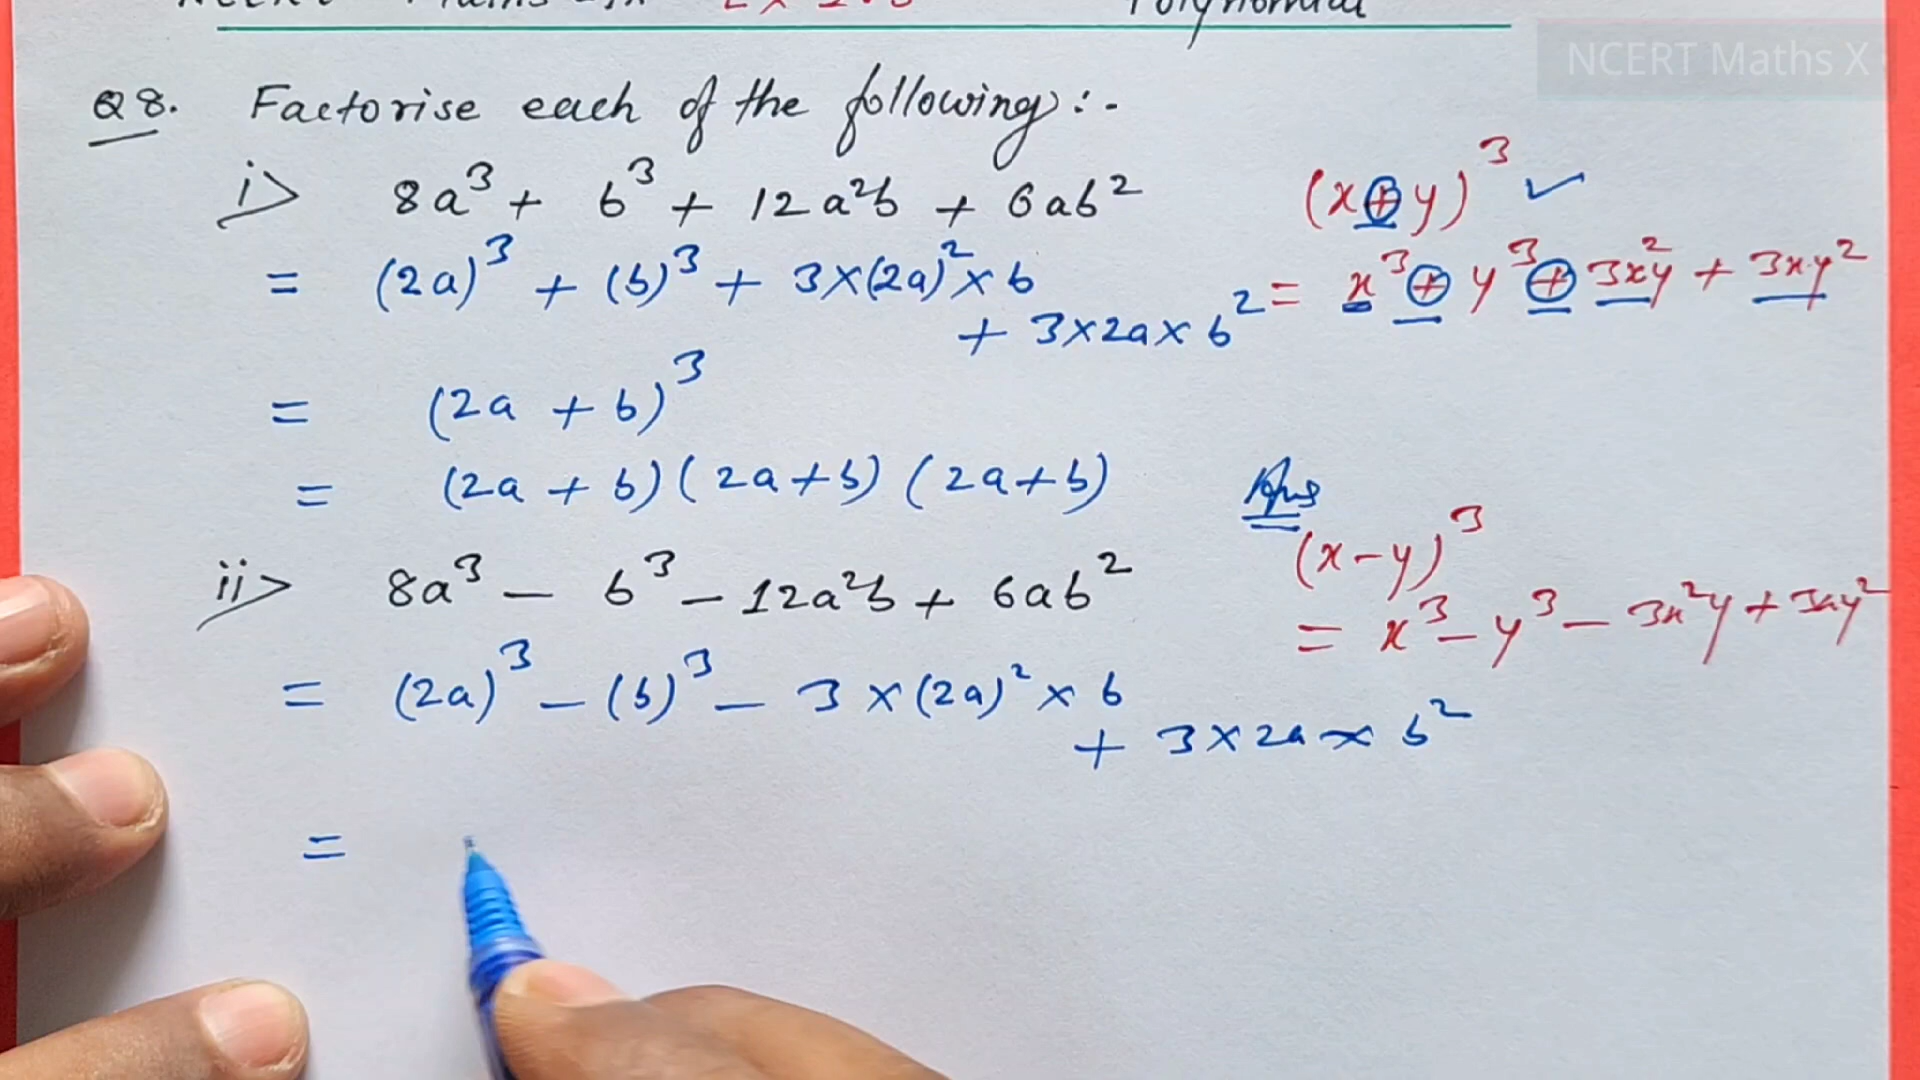 Polynomial
NCERT Maths X
Q8. Factorise each of the following:-
i> 8a³ + b³ + 12a²b + 6ab²
(x+y)³ ✓
= (2a)³ + (b)³ + 3×(2a)²×b
+ 3×2a×b²
= x³ + y³ + 3x²y + 3xy²
= (2a + b)³
= (2a + b) (2a+b) (2a+b) Ans
ii> 8a³ - b³ - 12a²b + 6ab²
(x-y)³
= x³ - y³ - 3x²y + 3xy²
= (2a)³ - (b)³ - 3×(2a)²×b
+ 3×2a×b²
=